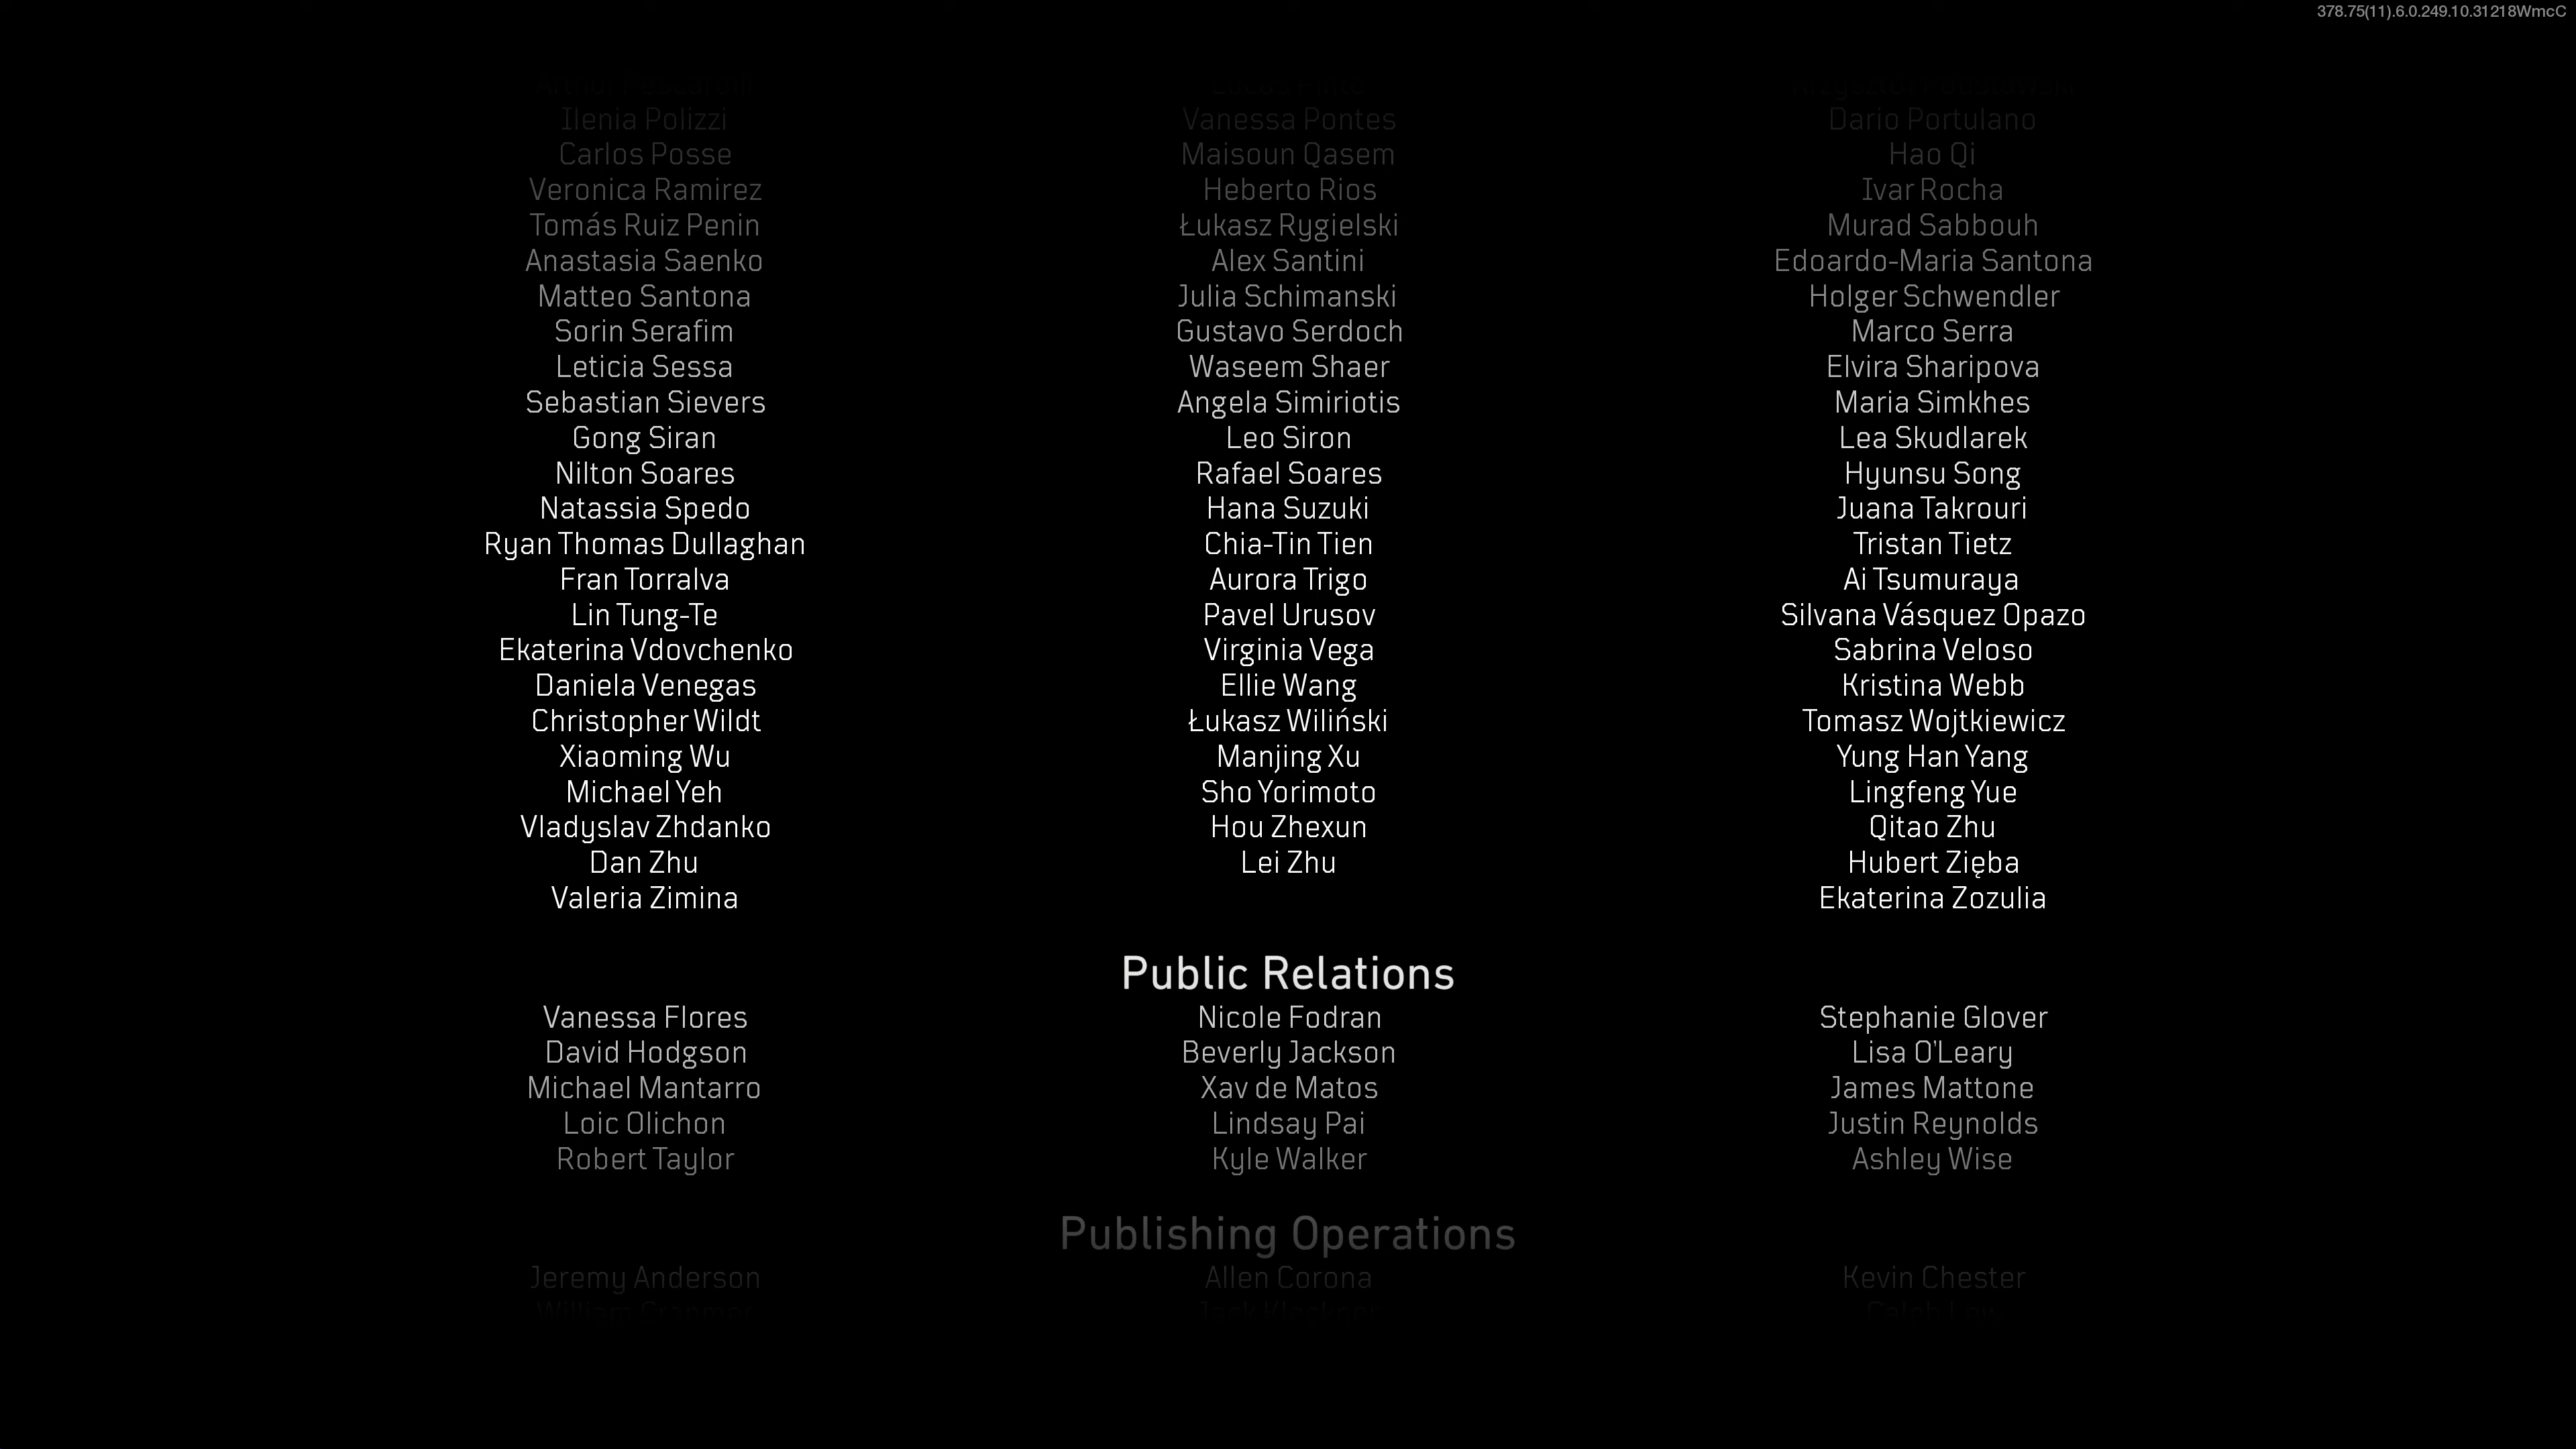 378.75(11).6.0.249.10.31218WmcC
Ilenia Polizzi Vanessa Pontes Dario Portulano
Carlos Posse Maisoun Qasem Hao Qi
Veronica Ramirez Heberto Rios Ivar Rocha
Tomás Ruiz Penin Łukasz Rygielski Murad Sabbouh
Anastasia Saenko Alex Santini Edoardo-Maria Santona
Matteo Santona Julia Schimanski Holger Schwendler
Sorin Serafim Gustavo Serdoch Marco Serra
Leticia Sessa Waseem Shaer Elvira Sharipova
Sebastian Sievers Angela Simiriotis Maria Simkhes
Gong Siran Leo Siron Lea Skudlarek
Nilton Soares Rafael Soares Hyunsu Song
Natassia Spedo Hana Suzuki Juana Takrouri
Ryan Thomas Dullaghan Chia-Tin Tien Tristan Tietz
Fran Torralva Aurora Trigo Ai Tsumuraya
Lin Tung-Te Pavel Urusov Silvana Vásquez Opazo
Ekaterina Vdovchenko Virginia Vega Sabrina Veloso
Daniela Venegas Ellie Wang Kristina Webb
Christopher Wildt Łukasz Wiliński Tomasz Wojtkiewicz
Xiaoming Wu Manjing Xu Yung Han Yang
Michael Yeh Sho Yorimoto Lingfeng Yue
Vladyslav Zhdanko Hou Zhexun Qitao Zhu
Dan Zhu Lei Zhu Hubert Zięba
Valeria Zimina Ekaterina Zozulia
Public Relations
Vanessa Flores Nicole Fodran Stephanie Glover
David Hodgson Beverly Jackson Lisa O'Leary
Michael Mantarro Xav de Matos James Mattone
Loic Olichon Lindsay Pai Justin Reynolds
Robert Taylor Kyle Walker Ashley Wise
Publishing Operations
Jeremy Anderson Allen Corona Kevin Chester